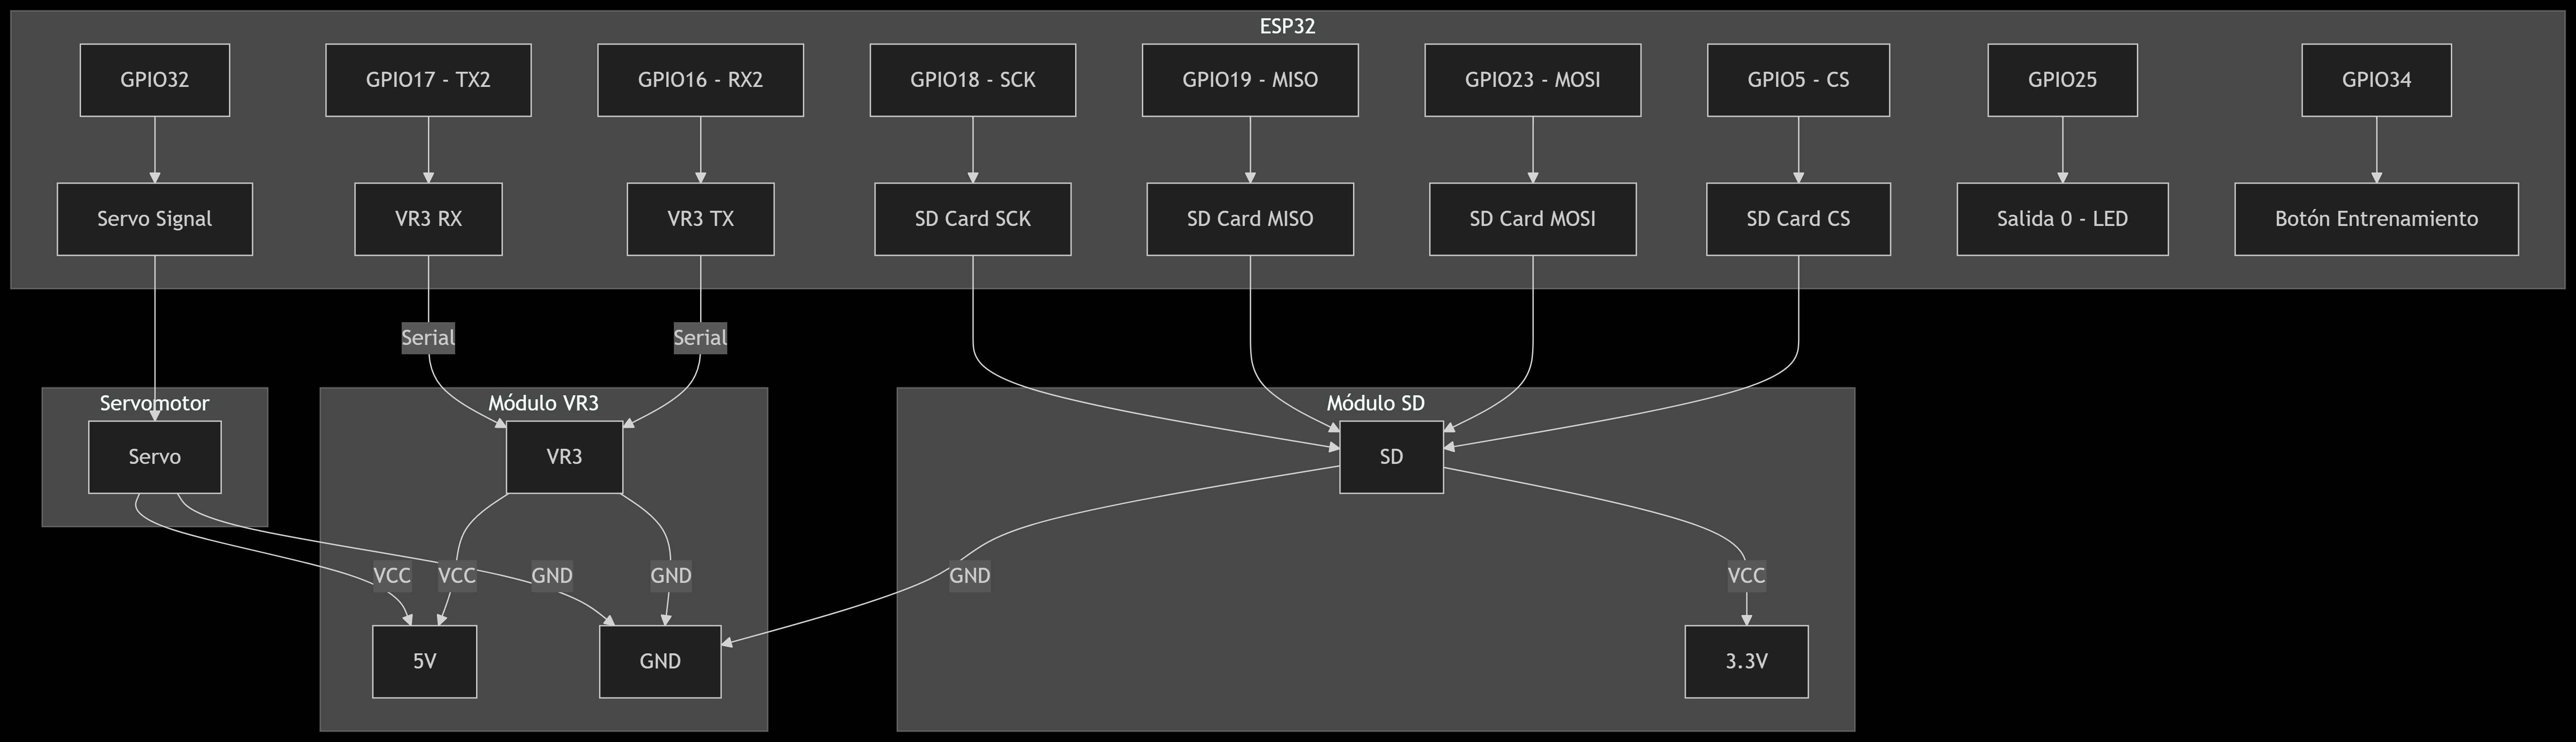 ESP32
GPIO32
GPIO17 - TX2
GPIO16 - RX2
GPIO18 - SCK
GPIO19 - MISO
GPIO23 - MOSI
GPIO5 - CS
GPIO25
GPIO34
Servo Signal
VR3 RX
VR3 TX
SD Card SCK
SD Card MISO
SD Card MOSI
SD Card CS
Salida 0 - LED
Botón Entrenamiento
Serial
Serial
Servomotor
Módulo VR3
Módulo SD
Servo
VR3
SD
VCC
VCC
GND
GND
GND
VCC
5V
GND
3.3V